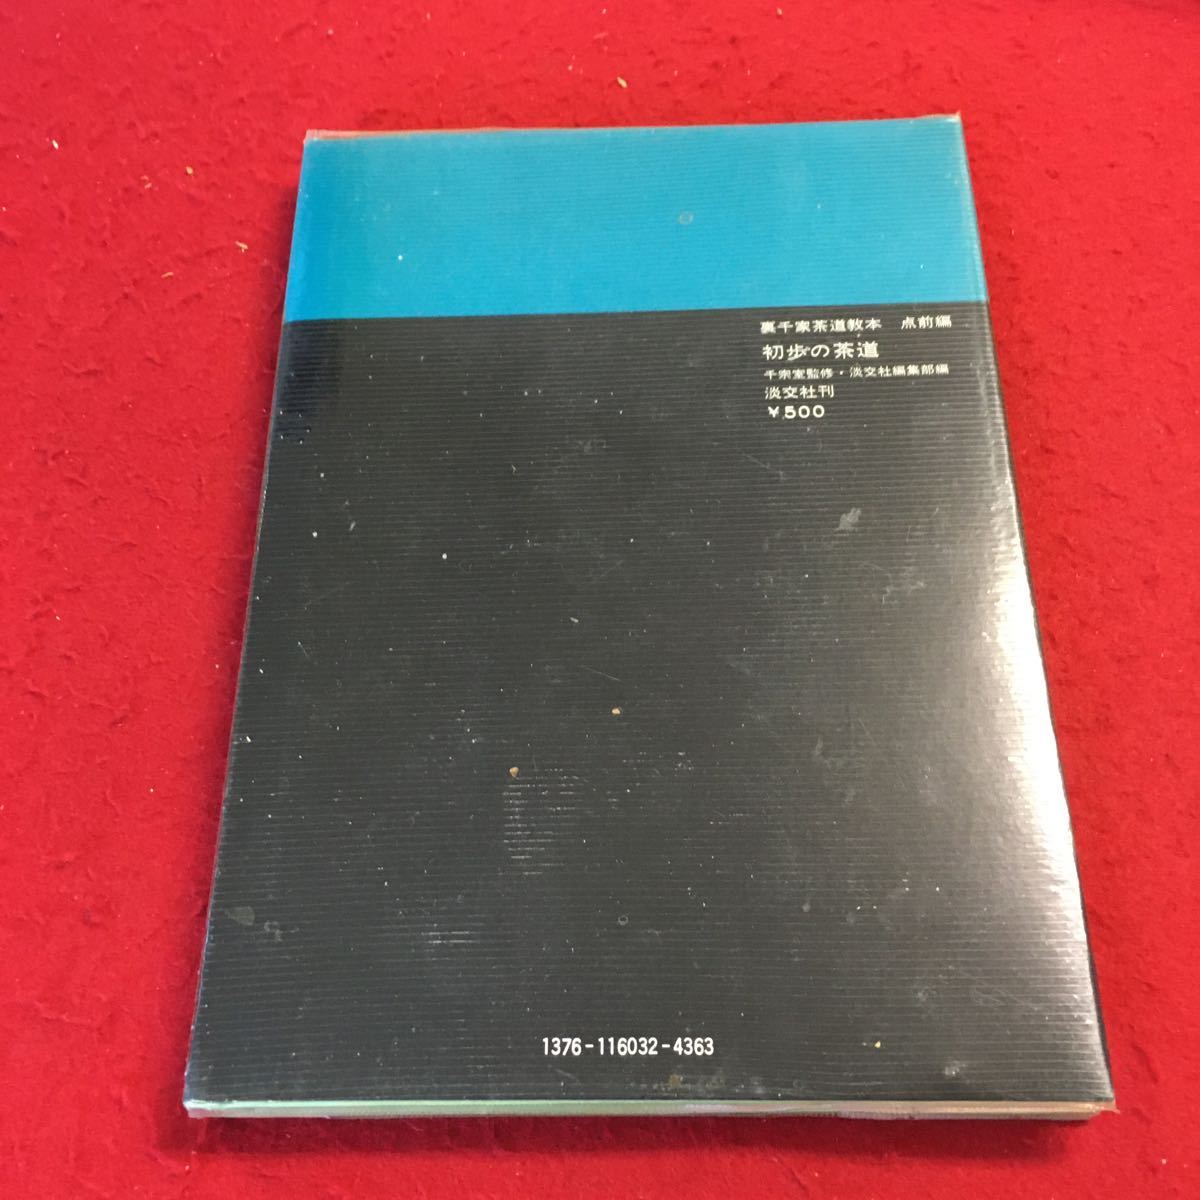 裏千家茶道教本 点前編
初歩の茶道
千宗室監修・淡交社編集部編
淡交社刊
¥500
1376-116032-4363